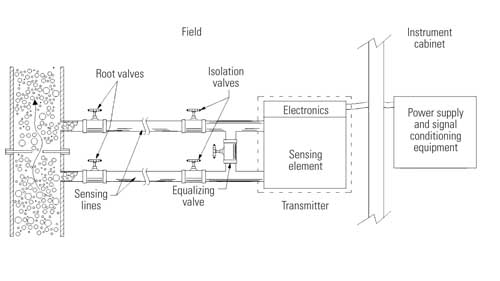 Field
Instrument
cabinet
Root valves
Isolation
valves
Electronics
Power supply
and signal
conditioning
equipment
Sensing
element
Sensing
lines
Equalizing
valve
Transmitter